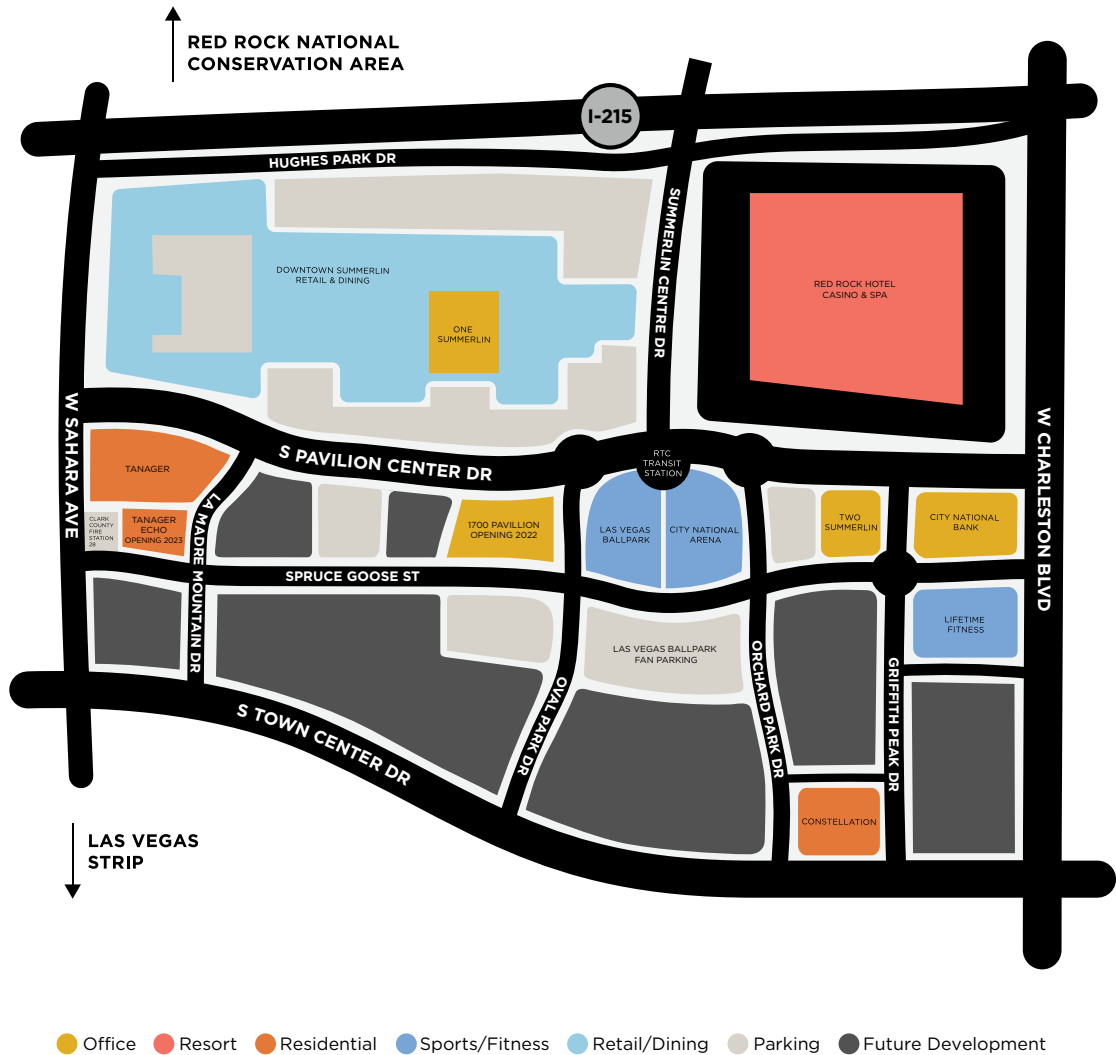 RED ROCK NATIONAL
CONSERVATION AREA
I-215
HUGHES PARK DR
SUMMERLIN CENTRE DR
DOWNTOWN SUMMERLIN
RETAIL & DINING
RED ROCK HOTEL
CASINO & SPA
ONE
SUMMERLIN
W SAHARA AVE
W CHARLESTON BLVD
S PAVILION CENTER DR
RTC
TRANSIT
STATION
TANAGER
LA MADRE MOUNTAIN DR
CLARK
COUNTY
FIRE
STATION
28
TANAGER
ECHO
OPENING 2023
1700 PAVILLION
OPENING 2022
LAS VEGAS
BALLPARK
CITY NATIONAL
ARENA
TWO
SUMMERLIN
CITY NATIONAL
BANK
SPRUCE GOOSE ST
LIFETIME
FITNESS
LAS VEGAS BALLPARK
FAN PARKING
OVAL PARK DR
ORCHARD PARK DR
GRIFFITH PEAK DR
S TOWN CENTER DR
CONSTELLATION
LAS VEGAS
STRIP
Office
Resort
Residential
Sports/Fitness
Retail/Dining
Parking
Future Development